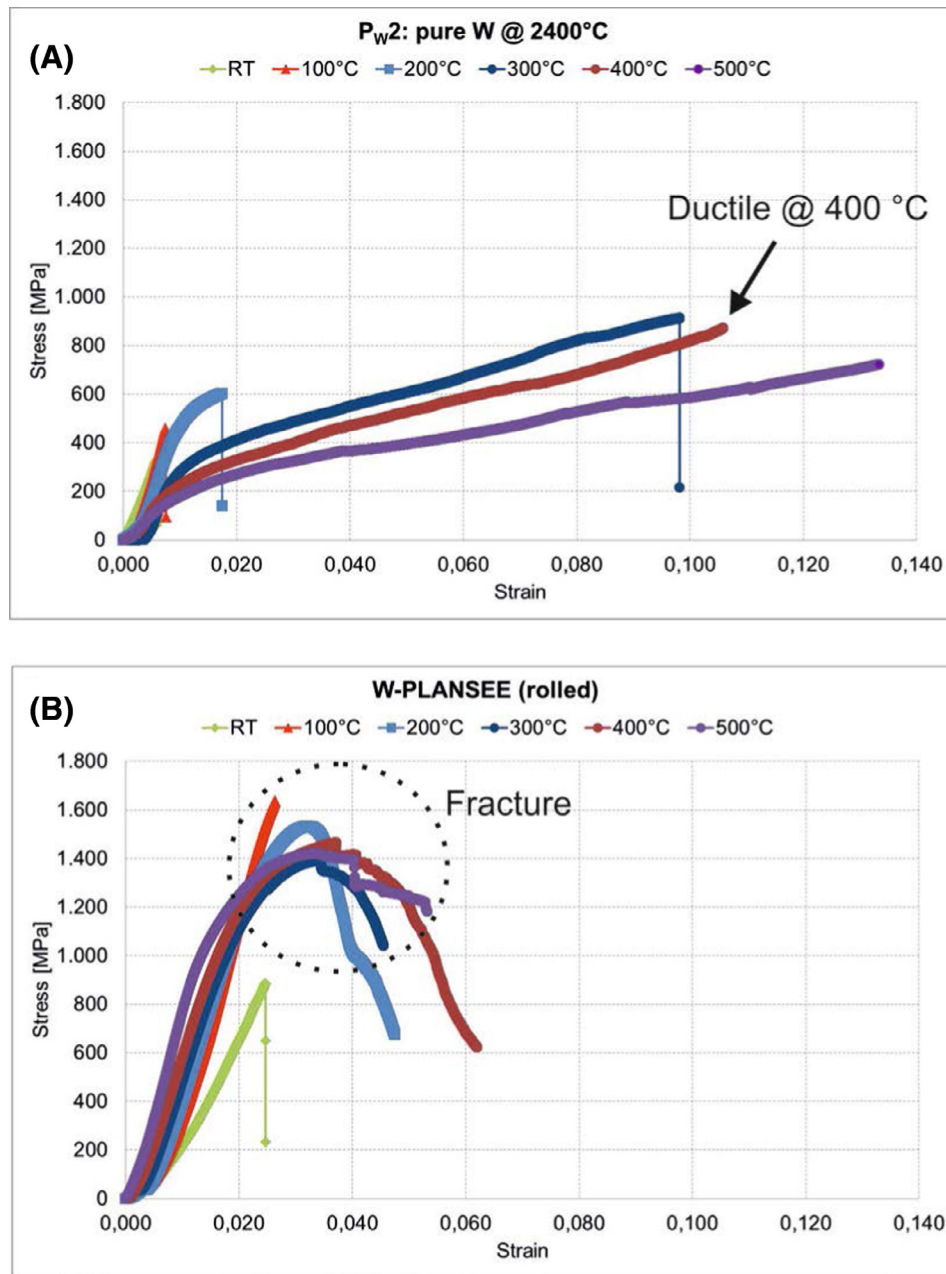 (A)
P_W2: pure W @ 2400°C
RT 100°C 200°C 300°C 400°C 500°C
1.800
1.600
1.400
1.200
1.000
800
600
400
200
0
Stress [MPa]
Ductile @ 400 °C
0,000 0,020 0,040 0,060 0,080 0,100 0,120 0,140
Strain
(B)
W-PLANSEE (rolled)
RT 100°C 200°C 300°C 400°C 500°C
1.800
1.600
1.400
1.200
1.000
800
600
400
200
0
Stress [MPa]
Fracture
0,000 0,020 0,040 0,060 0,080 0,100 0,120 0,140
Strain